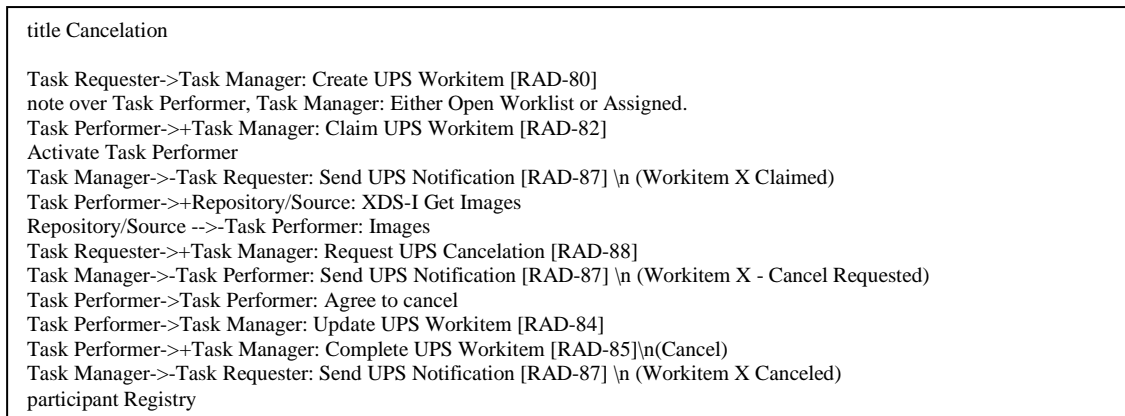 title Cancelation
Task Requester->Task Manager: Create UPS Workitem [RAD-80]
note over Task Performer, Task Manager: Either Open Worklist or Assigned.
Task Performer->+Task Manager: Claim UPS Workitem [RAD-82]
Activate Task Performer
Task Manager->-Task Requester: Send UPS Notification [RAD-87] \n (Workitem X Claimed)
Task Performer->+Repository/Source: XDS-I Get Images
Repository/Source -->-Task Performer: Images
Task Requester->+Task Manager: Request UPS Cancelation [RAD-88]
Task Manager->-Task Performer: Send UPS Notification [RAD-87] \n (Workitem X - Cancel Requested)
Task Performer->Task Performer: Agree to cancel
Task Performer->Task Manager: Update UPS Workitem [RAD-84]
Task Performer->+Task Manager: Complete UPS Workitem [RAD-85]\n(Cancel)
Task Manager->-Task Requester: Send UPS Notification [RAD-87] \n (Workitem X Canceled)
participant Registry